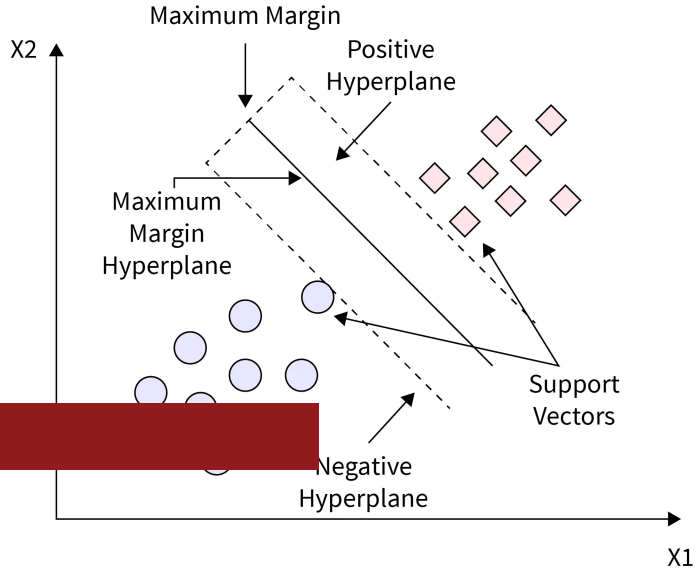 Maximum Margin
X2
Positive
Hyperplane
Maximum
Margin
Hyperplane
Support
Vectors
Negative
Hyperplane
X1